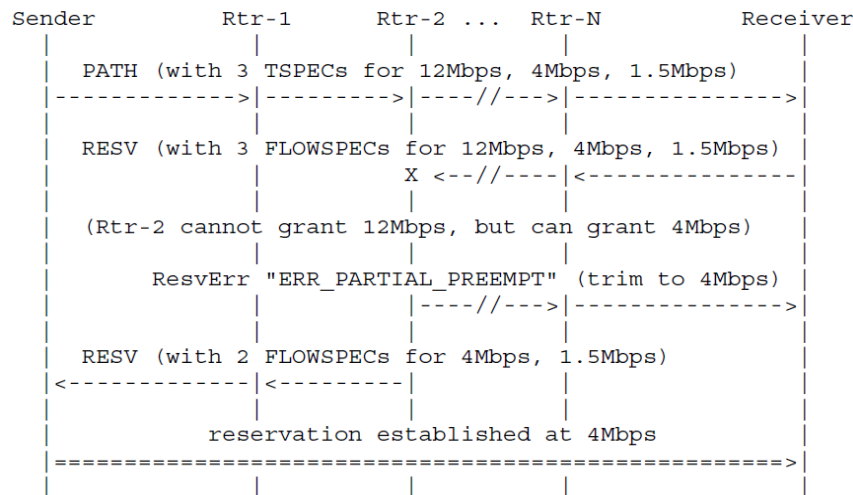 Sender Rtr-1 Rtr-2 ... Rtr-N Receiver
PATH (with 3 TSPECs for 12Mbps, 4Mbps, 1.5Mbps)
RESV (with 3 FLOWSPECs for 12Mbps, 4Mbps, 1.5Mbps)
X
(Rtr-2 cannot grant 12Mbps, but can grant 4Mbps)
ResvErr "ERR_PARTIAL_PREEMPT" (trim to 4Mbps)
RESV (with 2 FLOWSPECs for 4Mbps, 1.5Mbps)
reservation established at 4Mbps